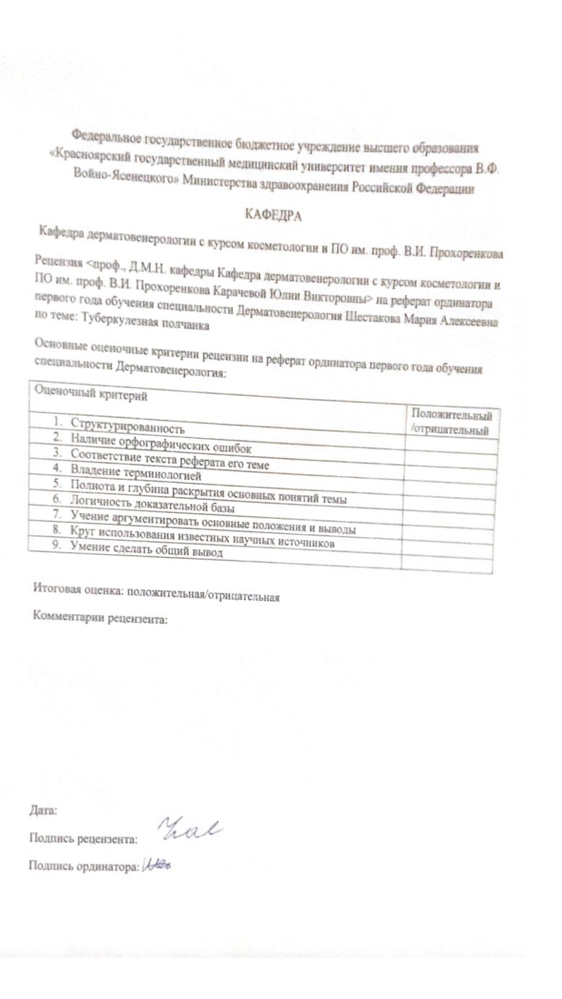 Федеральное государственное бюджетное учреждение высшего образования
«Красноярский государственный медицинский университет имения профессора В.Ф.
Войно-Ясенецкого» Министерства здравоохранения Российской Федерации
КАФЕДРА
Кафедра дерматовенерологии с курсом косметологии и ПО им. проф. В.И. Прохоренкова
Рецензия <проф., Д.М.Н. кафедры Кафедра дерматовенерологии с курсом косметологии и
ПО им. проф. В.И. Прохоренкова Карачевой Юлии Викторовны> на реферат ординатора
первого года обучения специальности Дерматовенерология Шестакова Мария Алексеевна
по теме: Туберкулезная полчанка
Основные оценочные критерии рецензии на реферат ординатора первого года обучения
специальности Дерматовенерология:
Оценочный критерий
Положительный
/отрицательный
1. Структурированность
2. Наличие орфографических ошибок
3. Соответствие текста реферата его теме
4. Владение терминологией
5. Полнота и глубина раскрытия основных понятий темы
6. Логичность доказательной базы
7. Учение аргументировать основные положения и выводы
8. Круг использования известных научных источников
9. Умение сделать общий вывод
Итоговая оценка: положительная/отрицательная
Комментарии рецензента:
Дата:
Подпись рецензента:
Подпись ординатора: